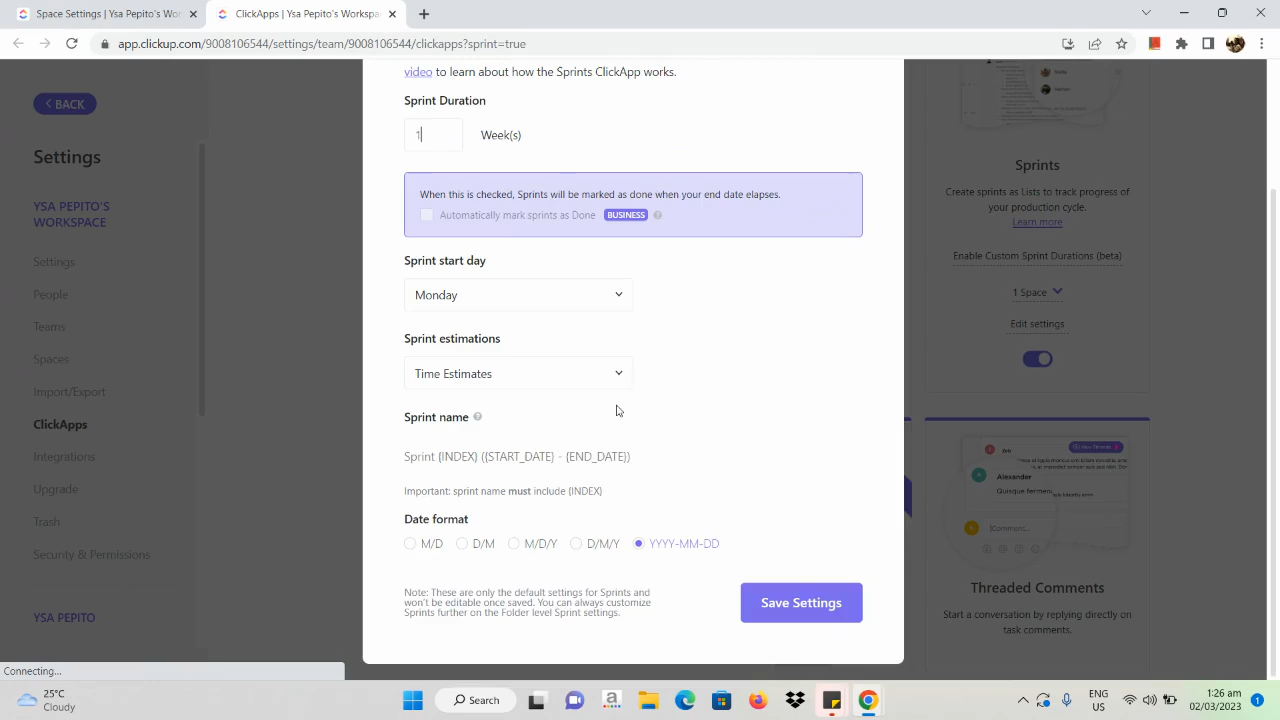 Space Settings | Ysa Pepito's Wor
ClickApps | Ysa Pepito's Workspa
app.clickup.com/9008106544/settings/team/9008106544/clickapps?sprint=true
video to learn about how the Sprints ClickApp works.
BACK
Settings
YSA PEPITO'S
WORKSPACE
Settings
People
Teams
Spaces
Import/Export
ClickApps
Integrations
Upgrade
Trash
Security & Permissions
YSA PEPITO
Sprint Duration
1
Week(s)
When this is checked, Sprints will be marked as done when your end date elapses.
Automatically mark sprints as Done BUSINESS ?
Sprint start day
Monday
Sprint estimations
Time Estimates
Sprint name ?
Sprint {INDEX} ({START_DATE} - {END_DATE})
Important: sprint name must include {INDEX}
Date format
M/D D/M M/D/Y D/M/Y YYYY-MM-DD
Note: These are only the default settings for Sprints and
won't be editable once saved. You can always customize
Sprints further on the Folder level Sprint settings.
Save Settings
Sprints
Create sprints as Lists to track progress of
your production cycle.
Learn more
Enable Custom Sprint Durations (beta)
1 Space
Edit settings
Alexander
Quisque fermen
Comment...
Threaded Comments
Start a conversation by replying directly on
task comments.
Connecting...
25°C
Cloudy
Search
ENG
US
1:26 am
02/03/2023
1